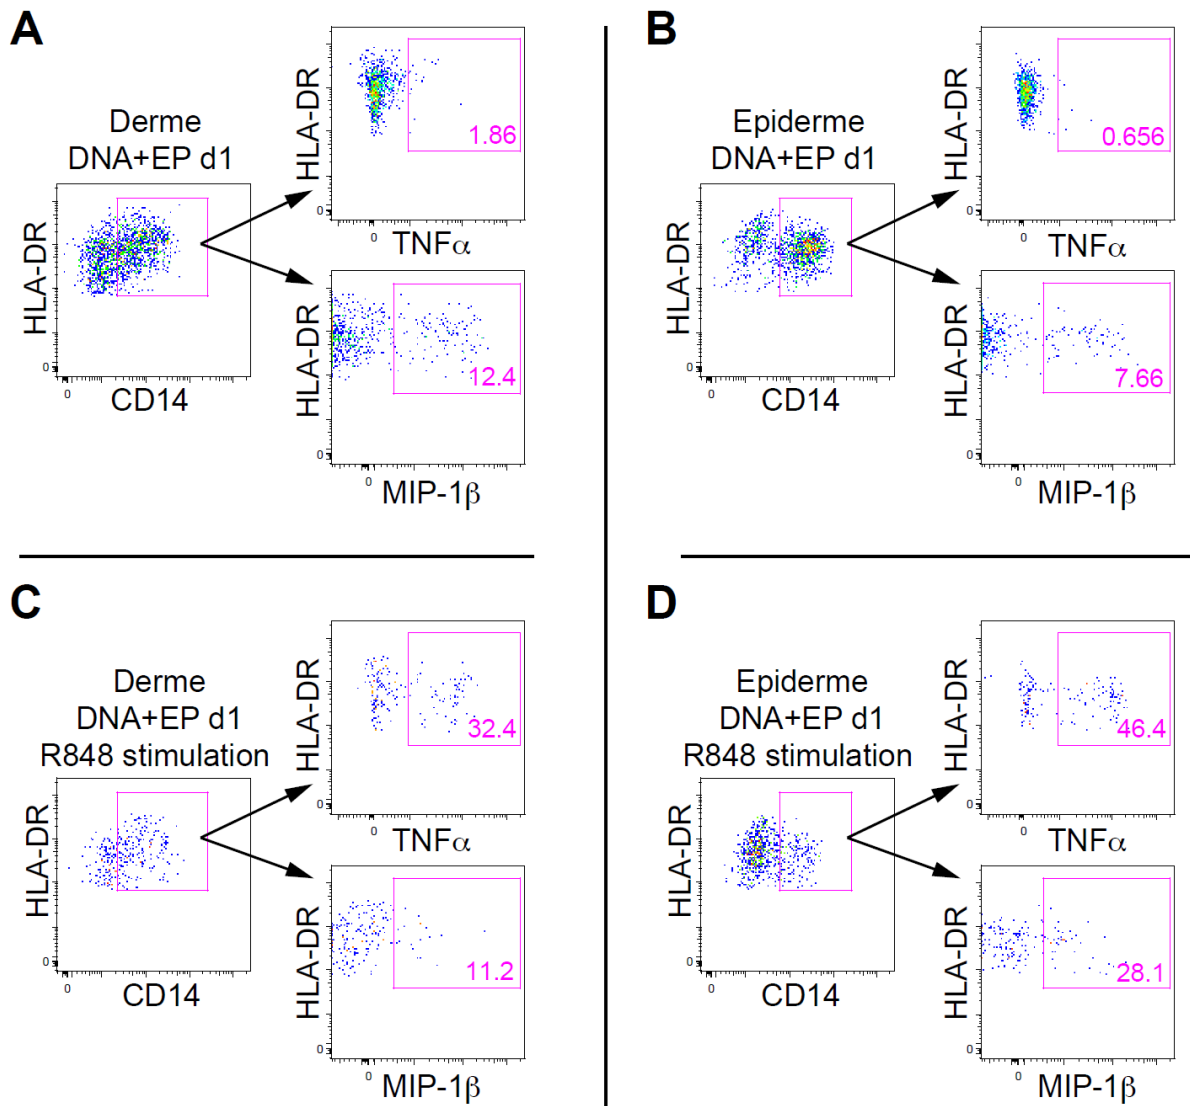 A
Derme
DNA+EP d1
HLA-DR
0
0
CD14
HLA-DR
0
0
TNFα
1.86
HLA-DR
0
0
MIP-1β
12.4
B
Epiderme
DNA+EP d1
HLA-DR
0
0
CD14
HLA-DR
0
0
TNFα
0.656
HLA-DR
0
0
MIP-1β
7.66
C
Derme
DNA+EP d1
R848 stimulation
HLA-DR
0
0
CD14
HLA-DR
0
0
TNFα
32.4
HLA-DR
0
0
MIP-1β
11.2
D
Epiderme
DNA+EP d1
R848 stimulation
HLA-DR
0
0
CD14
HLA-DR
0
0
TNFα
46.4
HLA-DR
0
0
MIP-1β
28.1